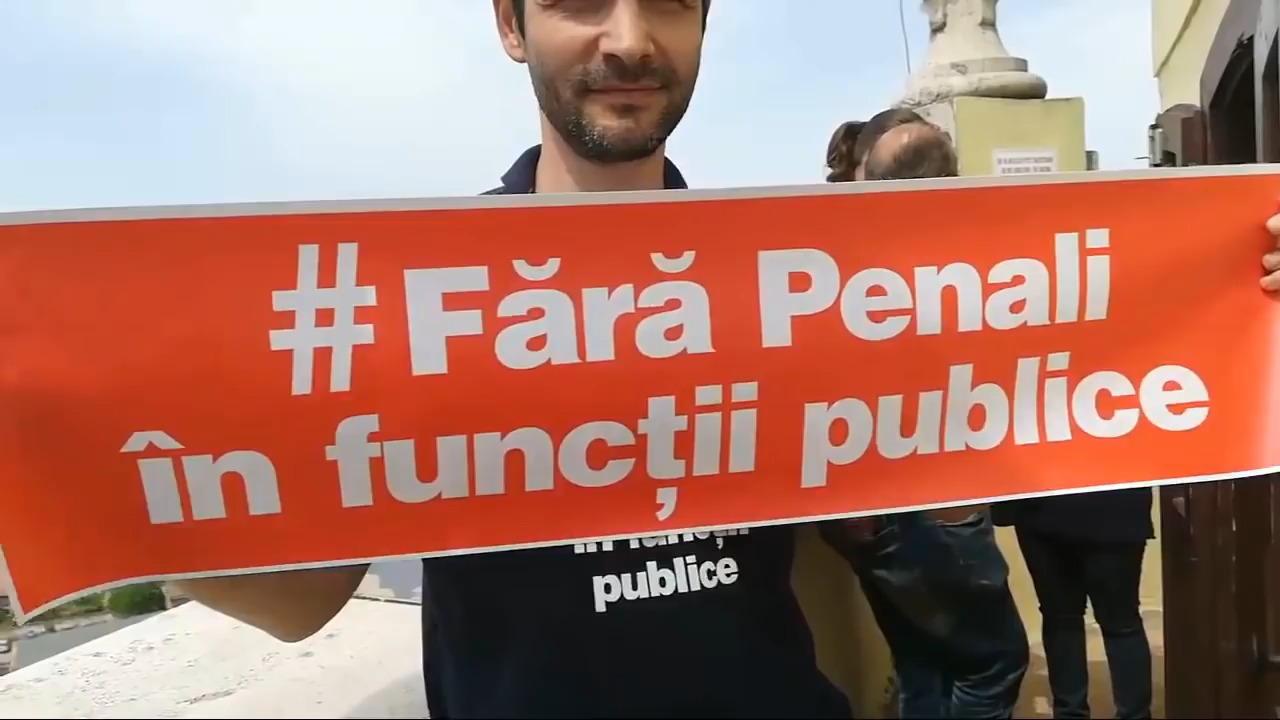 #Fără Penali
în funcții publice
în funcții
publice